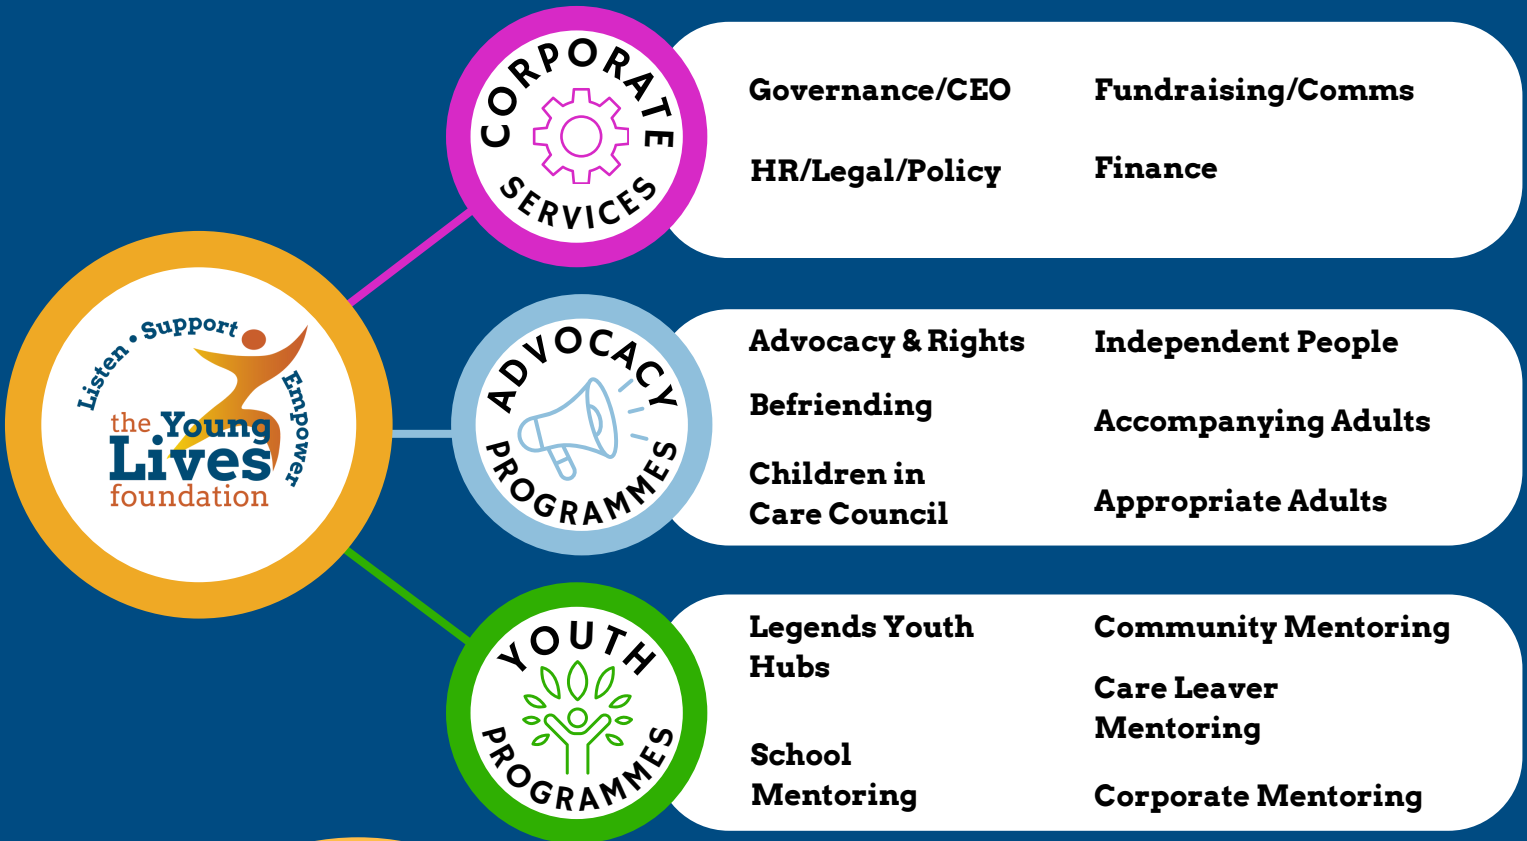 Listen • Support
Empower
the Young
Lives
foundation
CORPORATE
SERVICES
Governance/CEO
Fundraising/Comms
HR/Legal/Policy
Finance
ADVOCACY
PROGRAMMES
Advocacy & Rights
Independent People
Befriending
Accompanying Adults
Children in
Care Council
Appropriate Adults
YOUTH
PROGRAMMES
Legends Youth
Hubs
Community Mentoring
Care Leaver
Mentoring
School
Mentoring
Corporate Mentoring